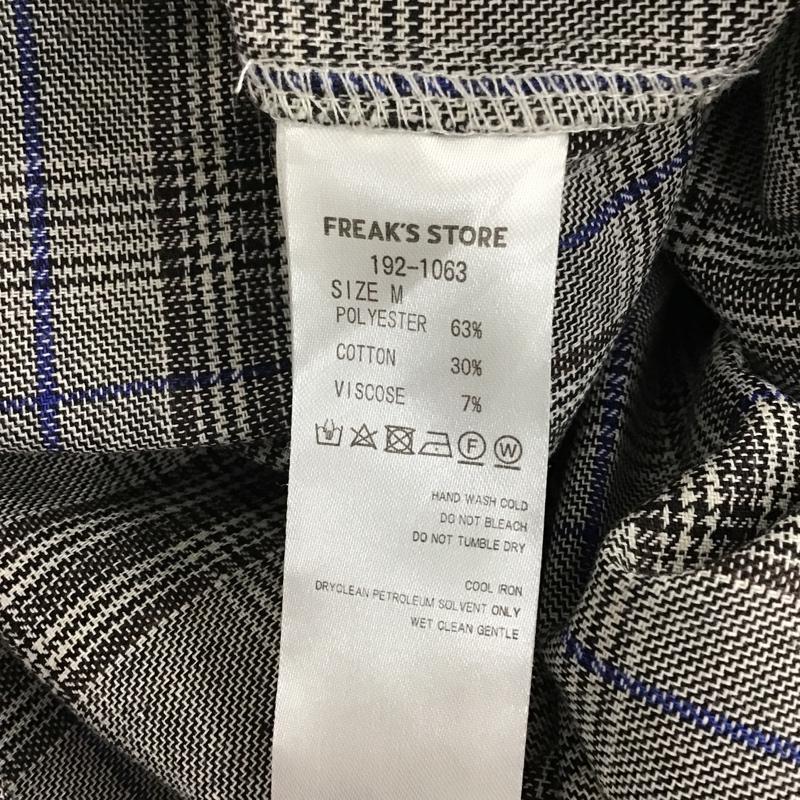 FREAK'S STORE
192-1063
SIZE M
POLYESTER 63%
COTTON 30%
VISCOSE 7%
F W
HAND WASH COLD
DO NOT BLEACH
DO NOT TUMBLE DRY
COOL IRON
DRYCLEAN PETROLEUM SOLVENT ONLY
WET CLEAN GENTLE